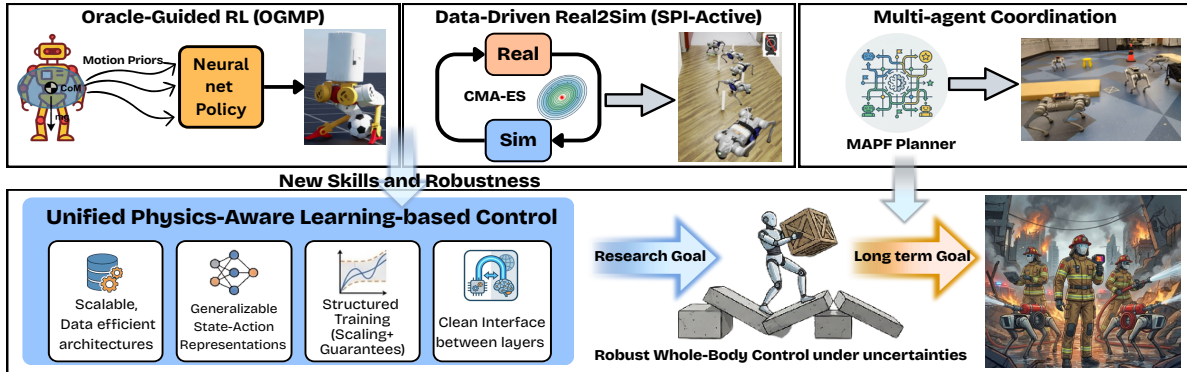 Oracle-Guided RL (OGMP)
Motion Priors
CoM
mg
Neural
net
Policy
Data-Driven Real2Sim (SPI-Active)
Real
CMA-ES
Sim
Multi-agent Coordination
MAPF Planner
New Skills and Robustness
Unified Physics-Aware Learning-based Control
Scalable,
Data efficient
architectures
Generalizable
State-Action
Representations
Structured
Training
(Scaling+
Guarantees)
Clean Interface
between layers
Research Goal
Long term Goal
Robust Whole-Body Control under uncertainties